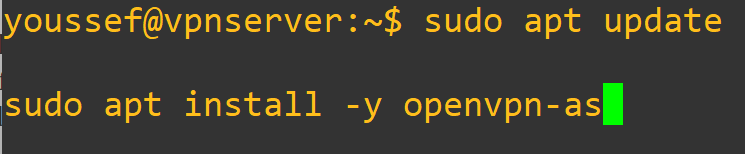 youssef@vpnserver:~$ sudo apt update
sudo apt install -y openvpn-as